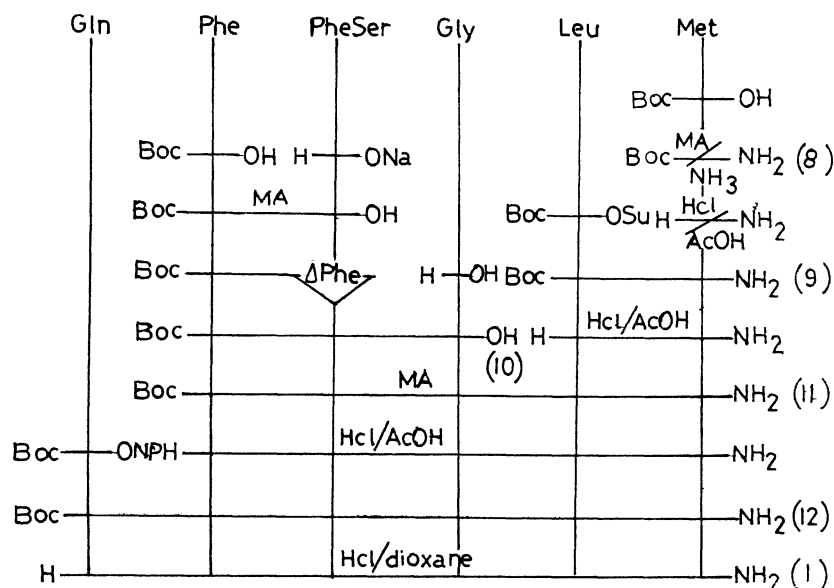 Gln Phe PheSer Gly Leu Met
Boc OH
Boc OH H ONa Boc MA NH2 (8)
NH3
Boc MA OH Boc OSu H Hcl NH2
AcOH
Boc ΔPhe H OH Boc NH2 (9)
Boc OH H Hcl/AcOH NH2
(10)
Boc MA NH2 (11)
Boc ONPH Hcl/AcOH NH2
Boc NH2 (12)
H Hcl/dioxane NH2 (1)